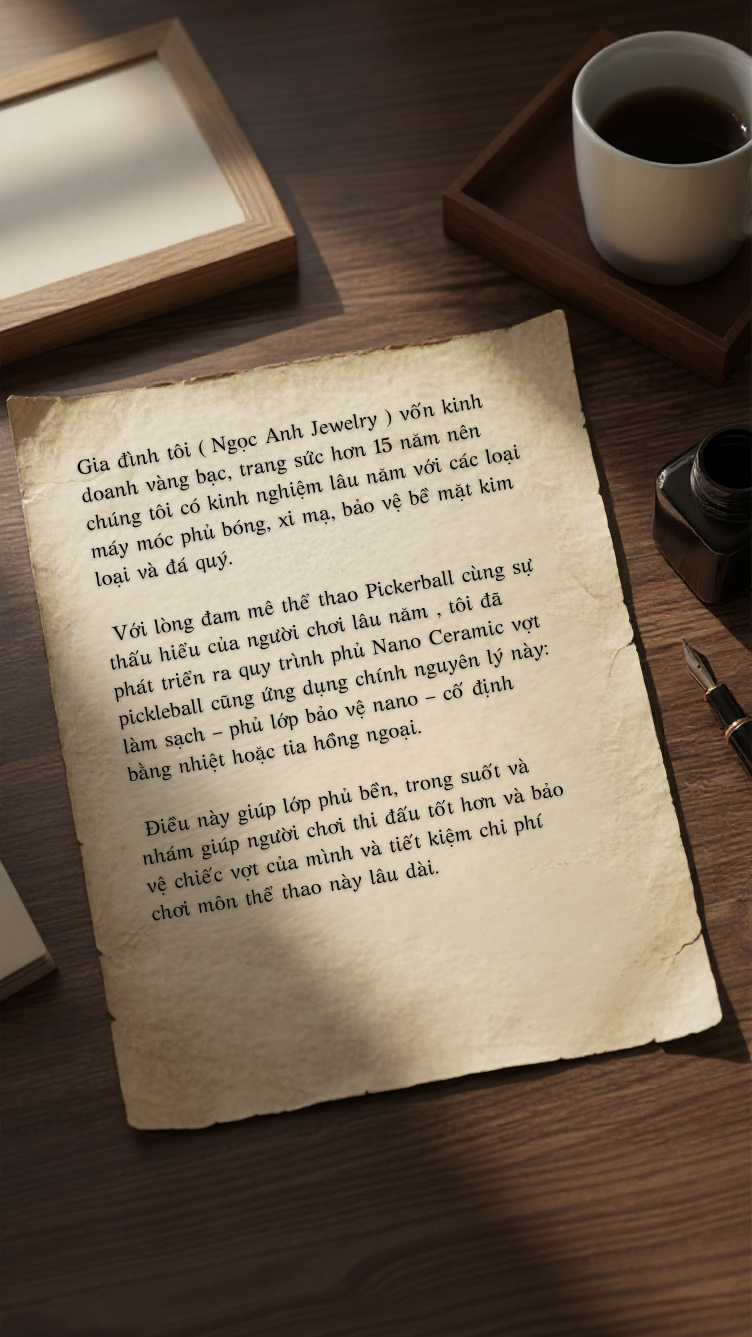 Gia đình tôi ( Ngọc Anh Jewelry ) vốn kinh
doanh vàng bạc, trang sức hơn 15 năm nên
chúng tôi có kinh nghiệm lâu năm với các loại
máy móc phủ bóng, xi mạ, bảo vệ bề mặt kim
loại và đá quý.
Với lòng đam mê thể thao Pickerball cùng sự
thấu hiểu của người chơi lâu năm , tôi đã
phát triển ra quy trình phủ Nano Ceramic vợt
pickleball cũng ứng dụng chính nguyên lý này:
làm sạch – phủ lớp bảo vệ nano – cố định
bằng nhiệt hoặc tia hồng ngoại.
Điều này giúp lớp phủ bền, trong suốt và
nhám giúp người chơi thi đấu tốt hơn và bảo
vệ chiếc vợt của mình và tiết kiệm chi phí
chơi môn thể thao này lâu dài.